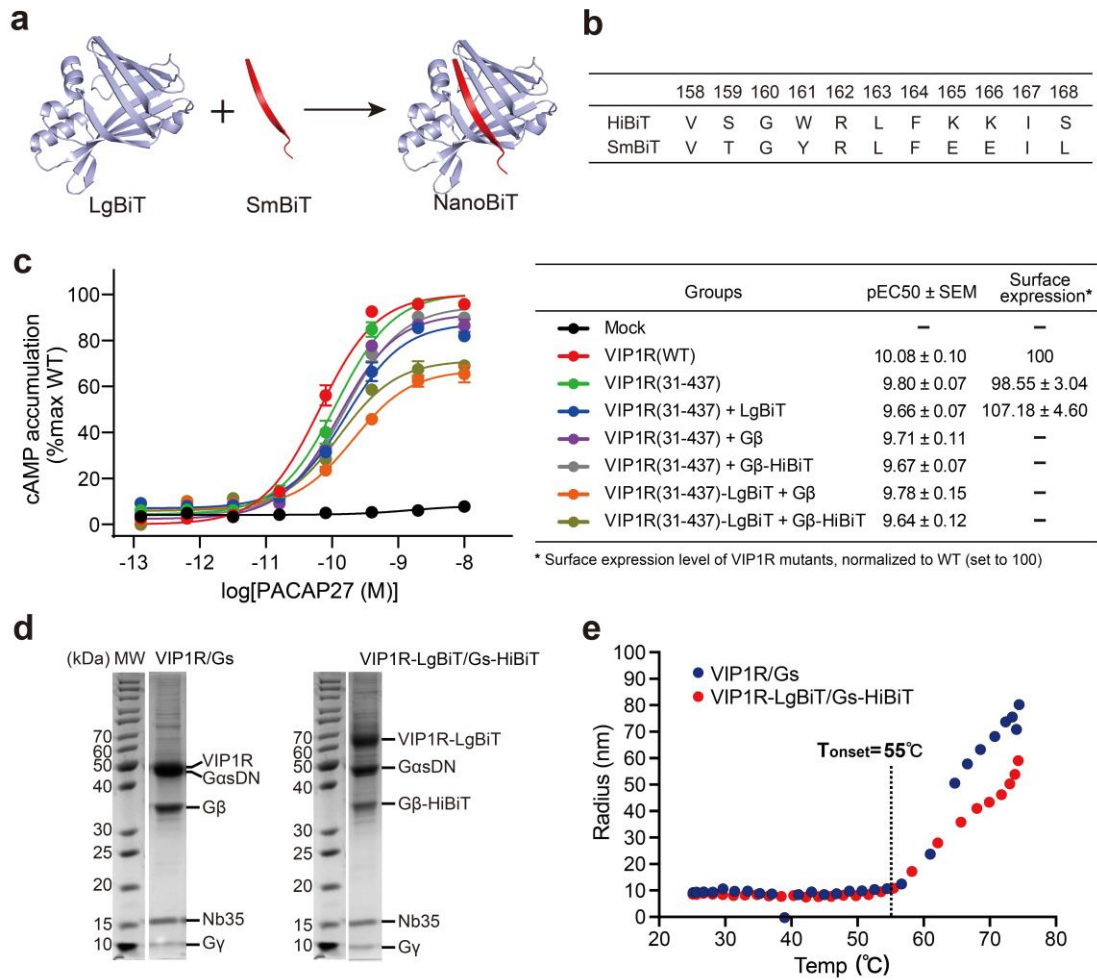 a
+
LgBiT SmBiT NanoBiT
b
158 159 160 161 162 163 164 165 166 167 168
HiBiT V S G W R L F K K I S
SmBiT V T G Y R L F E E I L
c
cAMP accumulation
(%max WT)
100
80
60
40
20
0
-13 -12 -11 -10 -9 -8
log[PACAP27 (M)]
Groups pEC50 ± SEM Surface expression*
Mock – –
VIP1R(WT) 10.08 ± 0.10 100
VIP1R(31-437) 9.80 ± 0.07 98.55 ± 3.04
VIP1R(31-437) + LgBiT 9.66 ± 0.07 107.18 ± 4.60
VIP1R(31-437) + Gβ 9.71 ± 0.11 –
VIP1R(31-437) + Gβ-HiBiT 9.67 ± 0.07 –
VIP1R(31-437)-LgBiT + Gβ 9.78 ± 0.15 –
VIP1R(31-437)-LgBiT + Gβ-HiBiT 9.64 ± 0.12 –
* Surface expression level of VIP1R mutants, normalized to WT (set to 100)
d
(kDa) MW VIP1R/Gs
70
60
50
40
30
25
20
15
10
VIP1R
GαsDN
Gβ
Nb35
Gγ
VIP1R-LgBiT/Gs-HiBiT
70
60
50
40
30
25
20
15
10
VIP1R-LgBiT
GαsDN
Gβ-HiBiT
Nb35
Gγ
e
VIP1R/Gs
VIP1R-LgBiT/Gs-HiBiT
Tonset=55℃
Radius (nm)
100
90
80
70
60
50
40
30
20
10
0
20 30 40 50 60 70 80
Temp (℃)